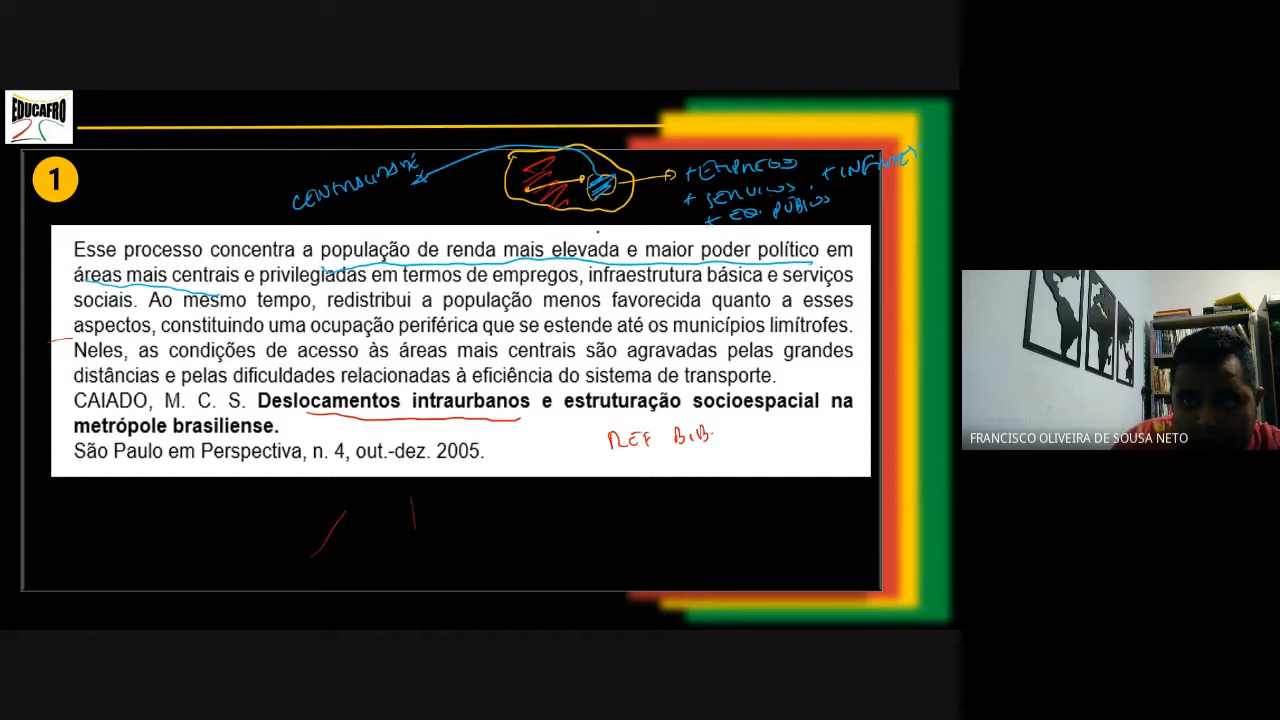 EDUCAFRO
1
CENTRALIDADE
+ EMPREGO
+ SERVIÇOS
+ EQ. PÚBLICOS
Esse processo concentra a população de renda mais elevada e maior poder político em
áreas mais centrais e privilegiadas em termos de empregos, infraestrutura básica e serviços
sociais. Ao mesmo tempo, redistribui a população menos favorecida quanto a esses
aspectos, constituindo uma ocupação periférica que se estende até os municípios limítrofes.
Neles, as condições de acesso às áreas mais centrais são agravadas pelas grandes
distâncias e pelas dificuldades relacionadas à eficiência do sistema de transporte.
CAIADO, M. C. S. Deslocamentos intraurbanos e estruturação socioespacial na
metrópole brasiliense.
REF BIB.
São Paulo em Perspectiva, n. 4, out.-dez. 2005.
FRANCISCO OLIVEIRA DE SOUSA NETO